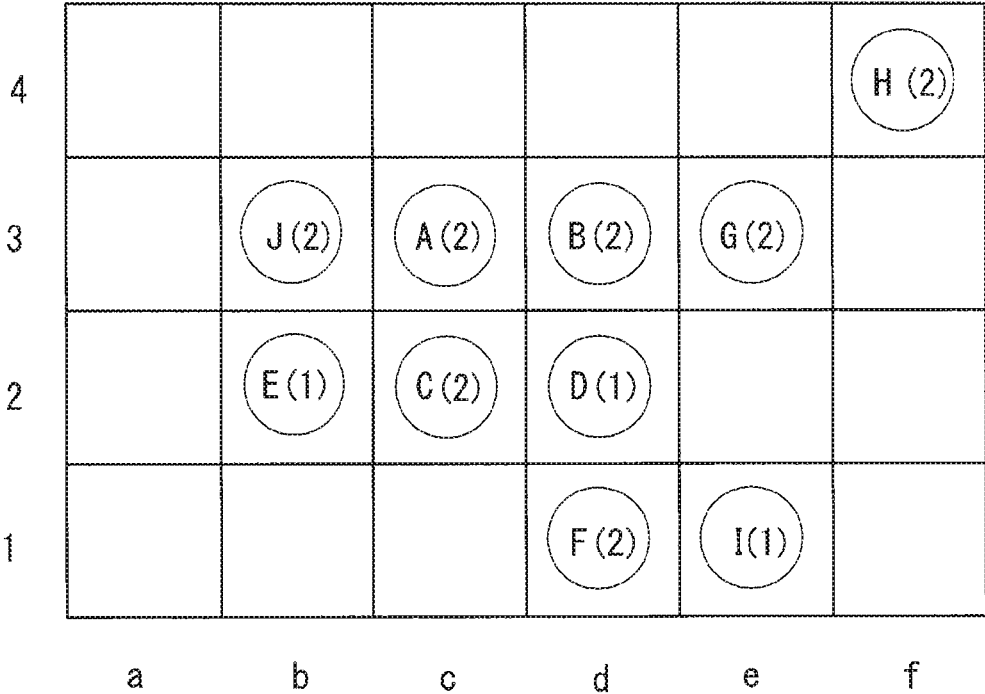 4 H (2)
3 J (2) A (2) B (2) G (2)
2 E (1) C (2) D (1)
1 F (2) I (1)
a b c d e f